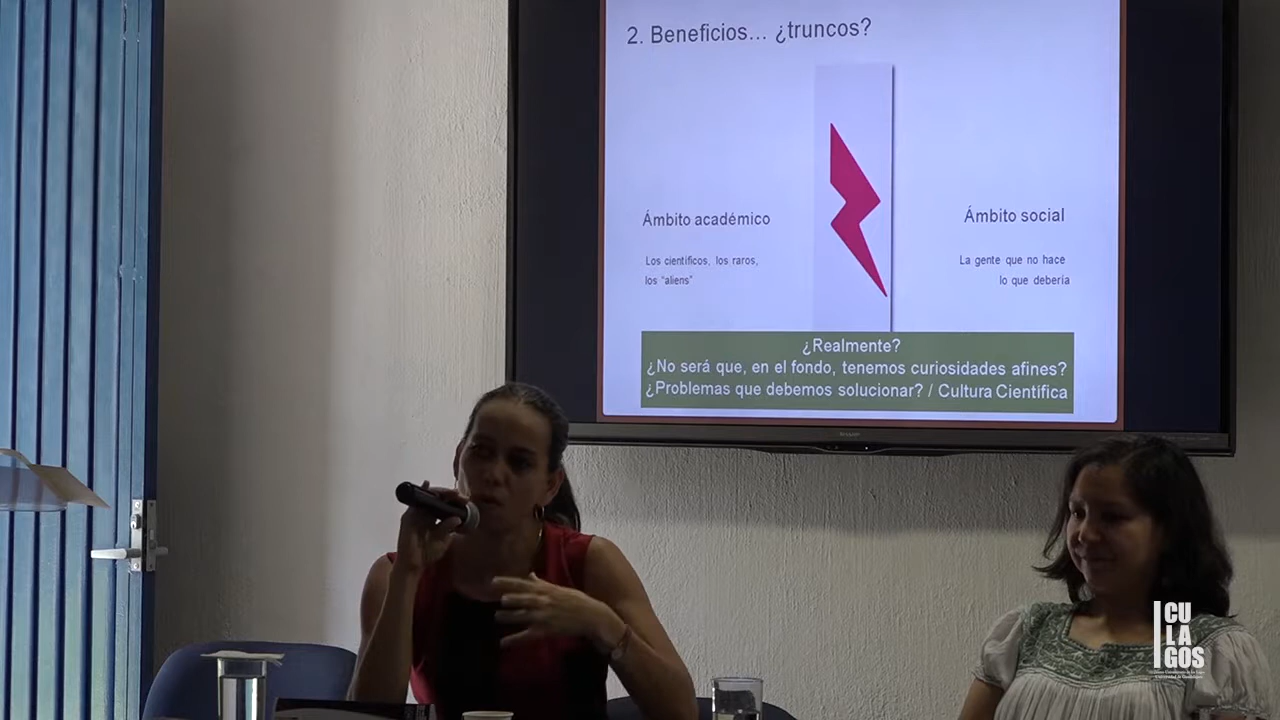 2. Beneficios... ¿truncos?
Ámbito académico
Los científicos, los raros,
los "aliens"
Ámbito social
La gente que no hace
lo que debería
¿Realmente?
¿No será que, en el fondo, tenemos curiosidades afines?
¿Problemas que debemos solucionar? / Cultura Científica
SHARP
CU
LA
GOS